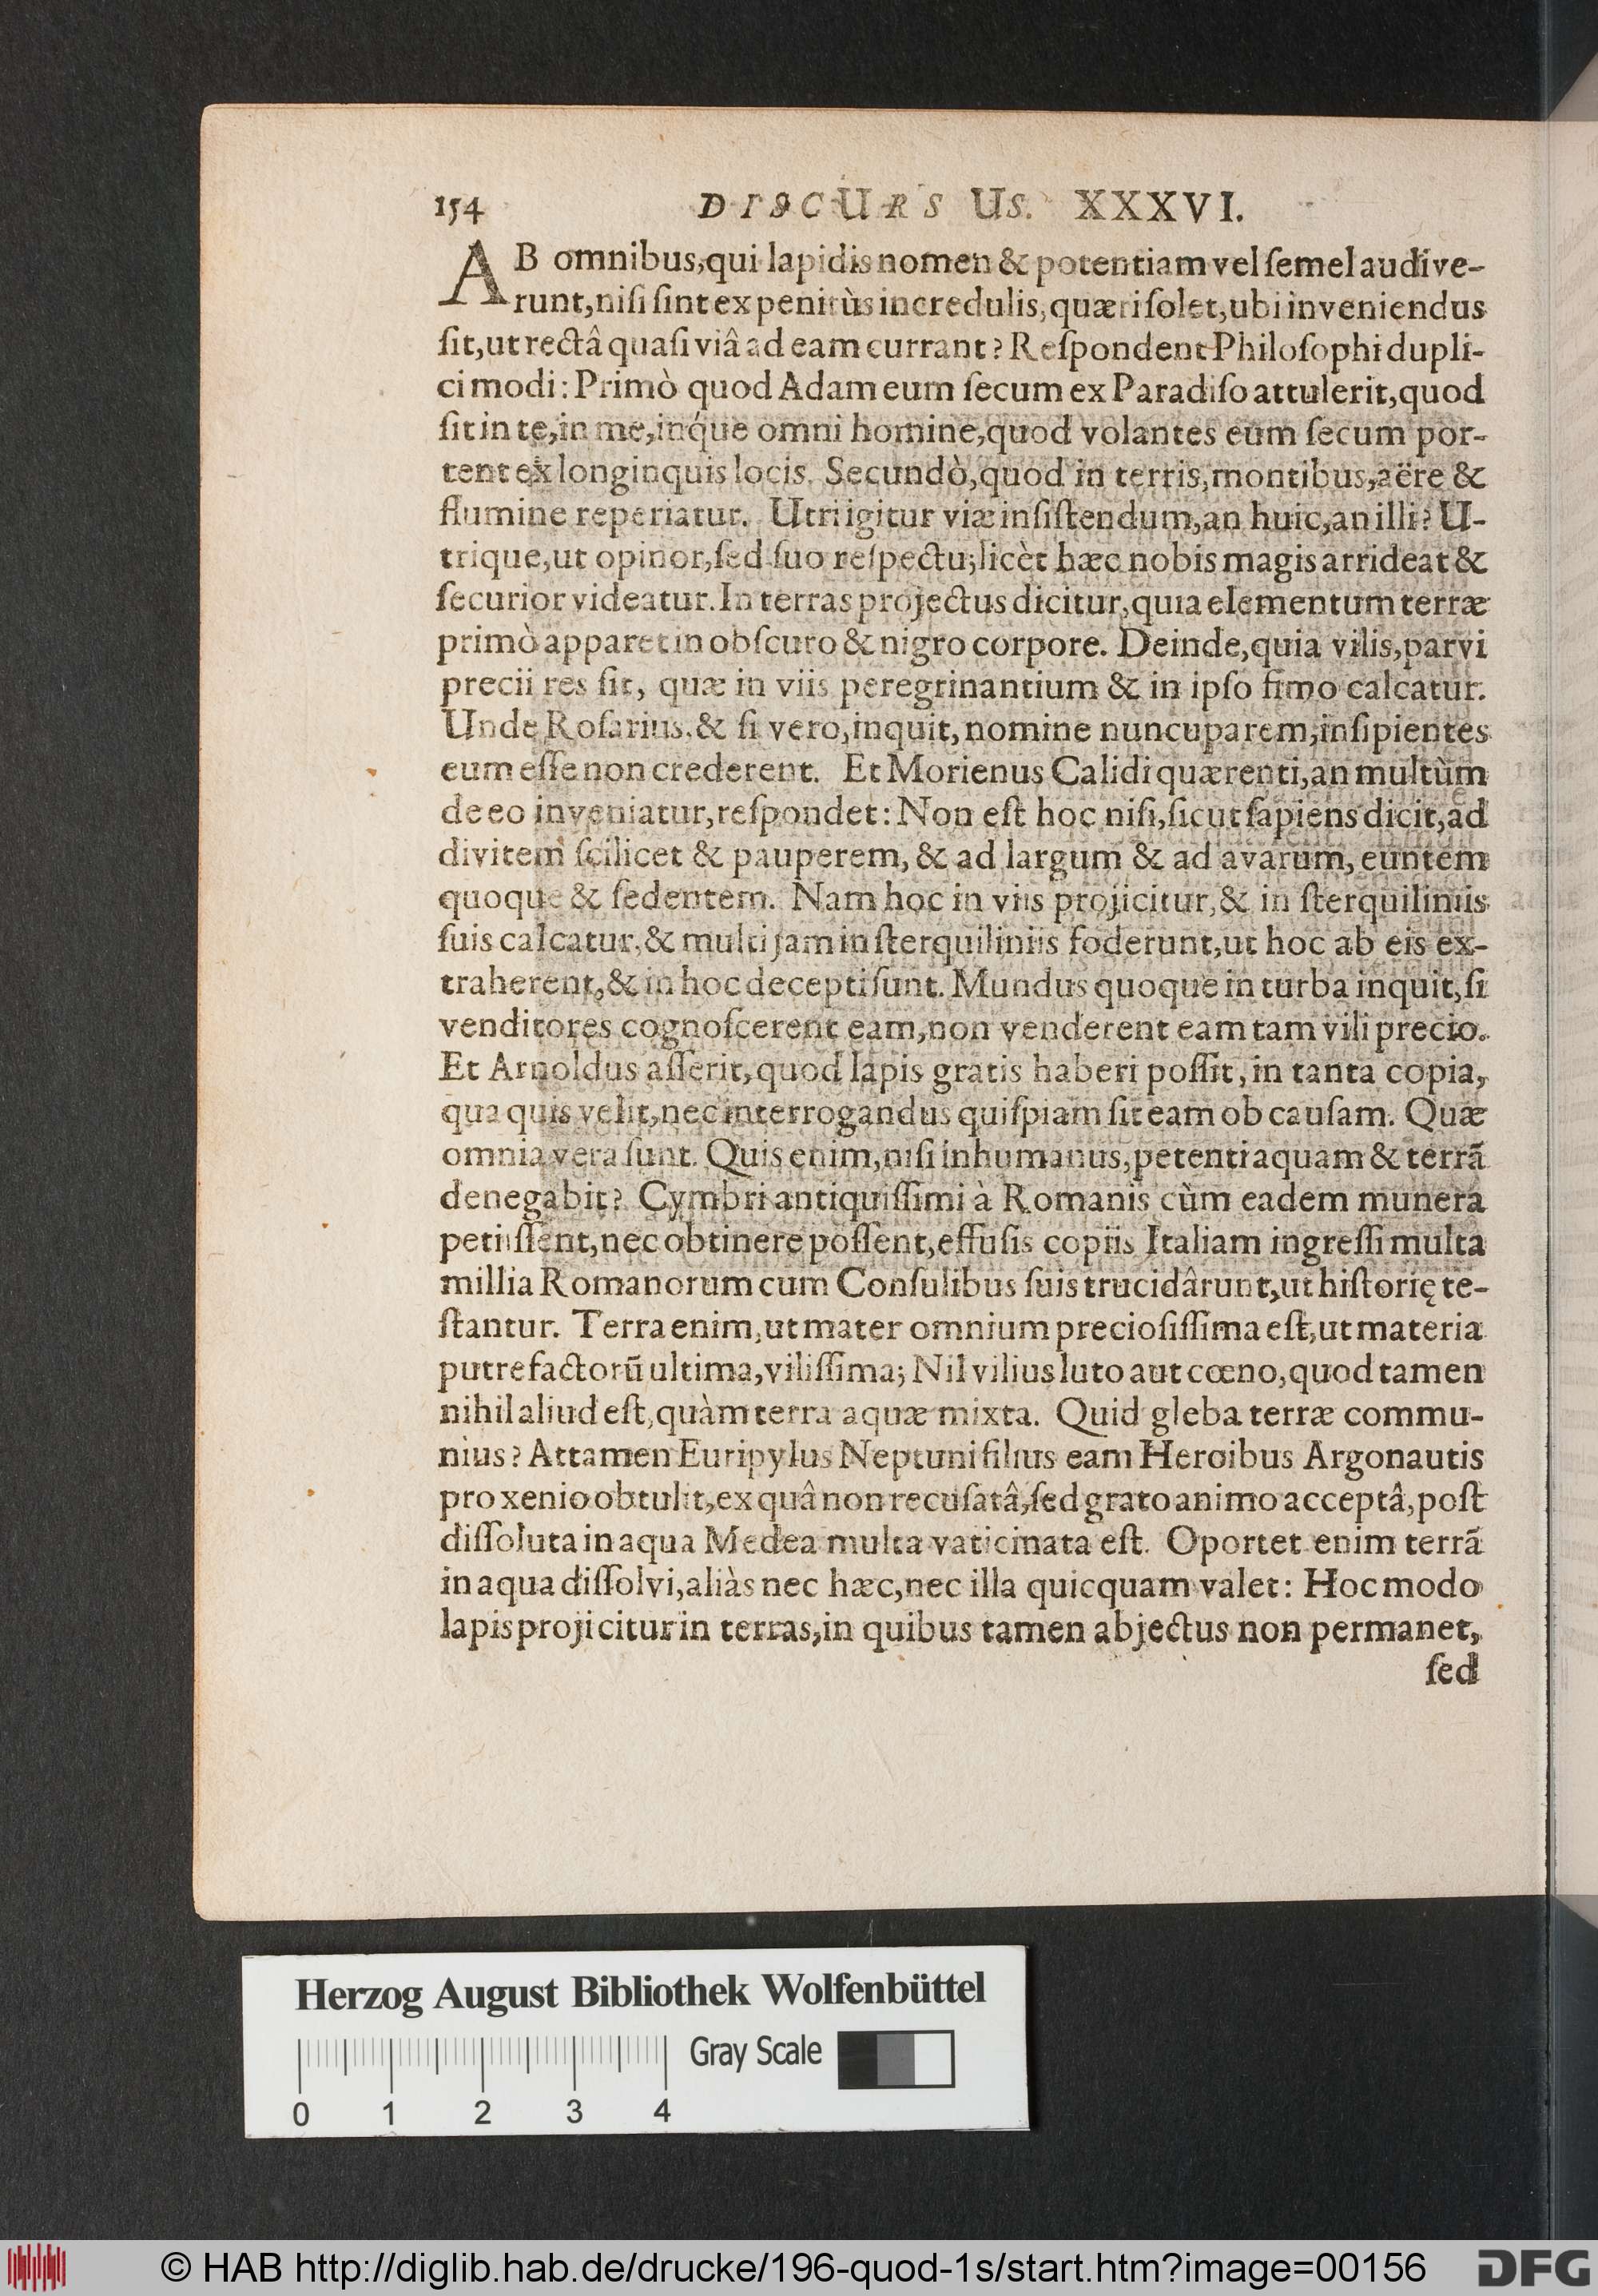 154 DISCURSUS. XXXVI.
AB omnibus, qui lapidis nomen & potentiam vel ſemel audive-
runt, niſi ſint ex penitùs incredulis, quæri ſolet, ubi inveniendus
ſit, ut rectâ quaſi viâ ad eam currant? Reſpondent Philoſophi dupli-
ci modi: Primò quod Adam eum ſecum ex Paradiſo attulerit, quod
ſit in te, in me, inq́ue omni homine, quod volantes eum ſecum por-
tent ex longinquis locis. Secundò, quod in terris, montibus, aëre &
flumine reperiatur. Utri igitur viæ inſiſtendum, an huic, an illi? U-
trique, ut opinor, ſed ſuo reſpectu; licèt hæc nobis magis arrideat &
ſecurior videatur. In terras projectus dicitur, quia elementum terræ
primò apparet in obſcuro & nigro corpore. Deinde, quia vilis, parvi
precii res ſit, quæ in viis peregrinantium & in ipſo fimo calcatur.
Unde Roſarius. & ſi vero, inquit, nomine nuncuparem, inſipientes
eum eſſe non crederent. Et Morienus Calidi quærenti, an multùm
de eo inveniatur, reſpondet: Non eſt hoc niſi, ſicut ſapiens dicit, ad
divitem ſcilicet & pauperem, & ad largum & ad avarum, euntem
quoque & ſedentem. Nam hoc in viis projicitur, & in ſterquiliniis
ſuis calcatur, & multi jam in ſterquiliniis foderunt, ut hoc ab eis ex-
traherent, & in hoc decepti ſunt. Mundus quoque in turba inquit, ſi
venditores cognoſcerent eam, non venderent eam tam vili precio.
Et Arnoldus aſſerit, quod lapis gratis haberi poſſit, in tanta copia,
qua quis velit, nec interrogandus quiſpiam ſit eam ob cauſam. Quæ
omnia vera ſunt. Quis enim, niſi inhumanus, petenti aquam & terrã
denegabit? Cymbri antiquiſſimi à Romanis cùm eadem munera
petiiſſent, nec obtinere poſſent, effuſis copiis Italiam ingreſſi multa
millia Romanorum cum Conſulibus ſuis trucidârunt, ut hiſtorię te-
ſtantur. Terra enim, ut mater omnium precioſiſſima eſt, ut materia
putrefactorũ ultima, viliſſima; Nil vilius luto aut cœno, quod tamen
nihil aliud eſt, quàm terra aquæ mixta. Quid gleba terræ commu-
nius? Attamen Euripylus Neptuni filius eam Heroibus Argonautis
pro xenio obtulit, ex quâ non recuſatâ, ſed grato animo acceptâ, poſt
diſſoluta in aqua Medea multa vaticinata eſt. Oportet enim terrã
in aqua diſſolvi, aliàs nec hæc, nec illa quicquam valet: Hoc modo
lapis projicitur in terras, in quibus tamen abjectus non permanet,
ſed
Herzog August Bibliothek Wolfenbüttel
Gray Scale
0 1 2 3 4
© HAB http://diglib.hab.de/drucke/196-quod-1s/start.htm?image=00156
DFG